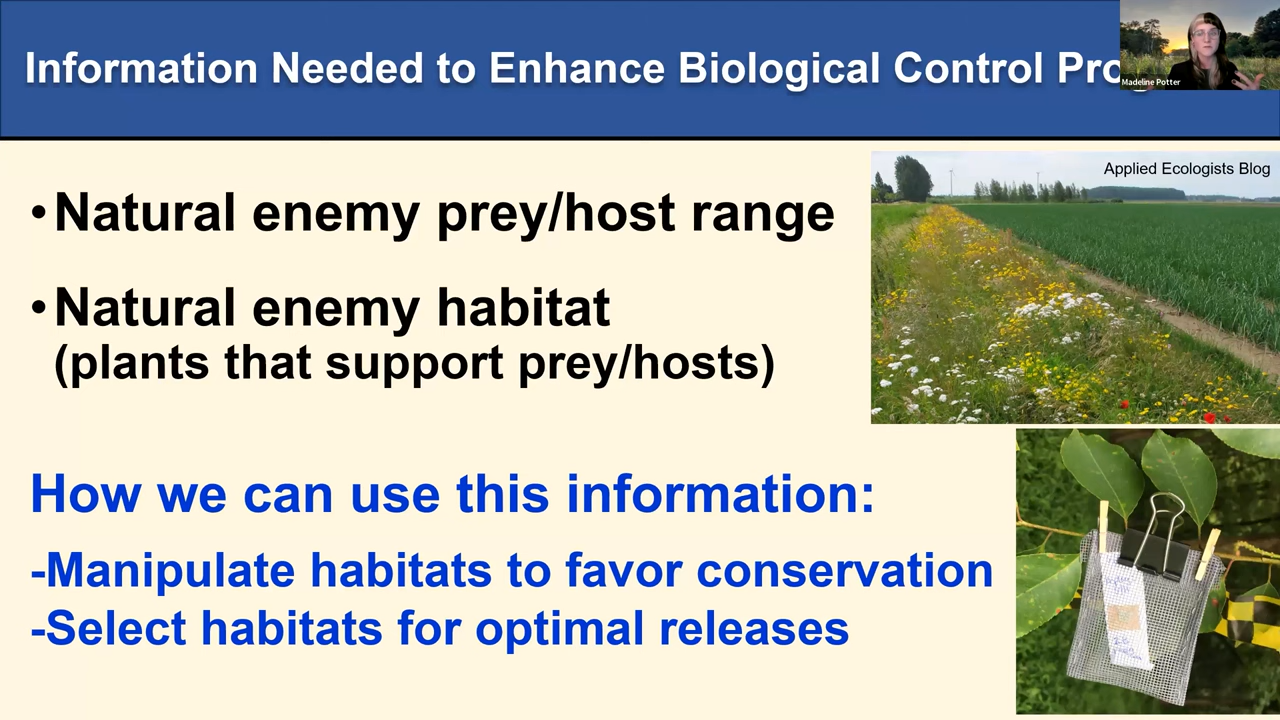 Information Needed to Enhance Biological Control
Madeline Potter
Applied Ecologists Blog
•Natural enemy prey/host range
•Natural enemy habitat
(plants that support prey/hosts)
How we can use this information:
-Manipulate habitats to favor conservation
-Select habitats for optimal releases